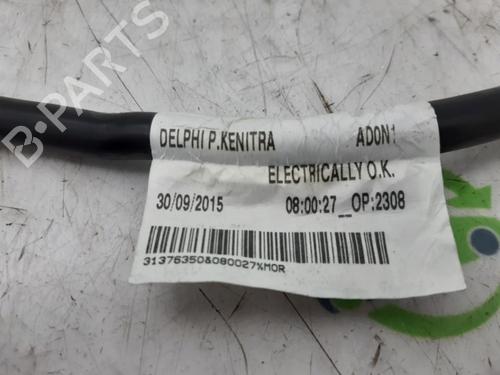 B-PARTS
DELPHI P.KENITRA ADON1
ELECTRICALLY O.K.
30/09/2015 08:00:27_OP:2308
31376350&080027%MOR